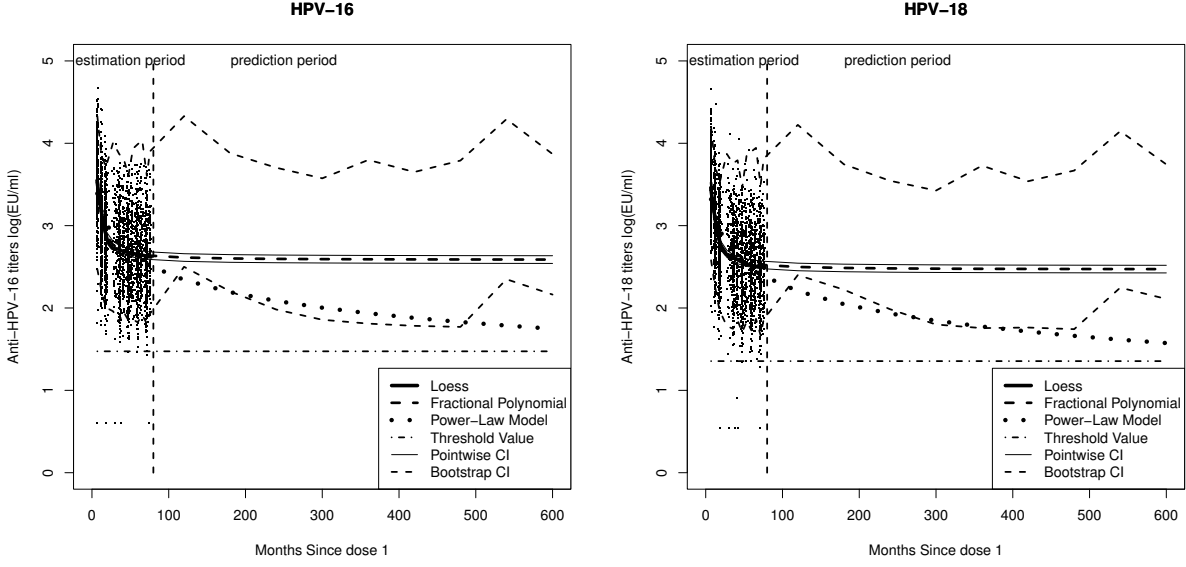 HPV−16
estimation period
prediction period
Anti−HPV−16 titers log(EU/ml)
5
4
3
2
1
0
Loess
Fractional Polynomial
Power−Law Model
Threshold Value
Pointwise CI
Bootstrap CI
0 100 200 300 400 500 600
Months Since dose 1
HPV−18
estimation period
prediction period
Anti−HPV−18 titers log(EU/ml)
5
4
3
2
1
0
Loess
Fractional Polynomial
Power−Law Model
Threshold Value
Pointwise CI
Bootstrap CI
0 100 200 300 400 500 600
Months Since dose 1